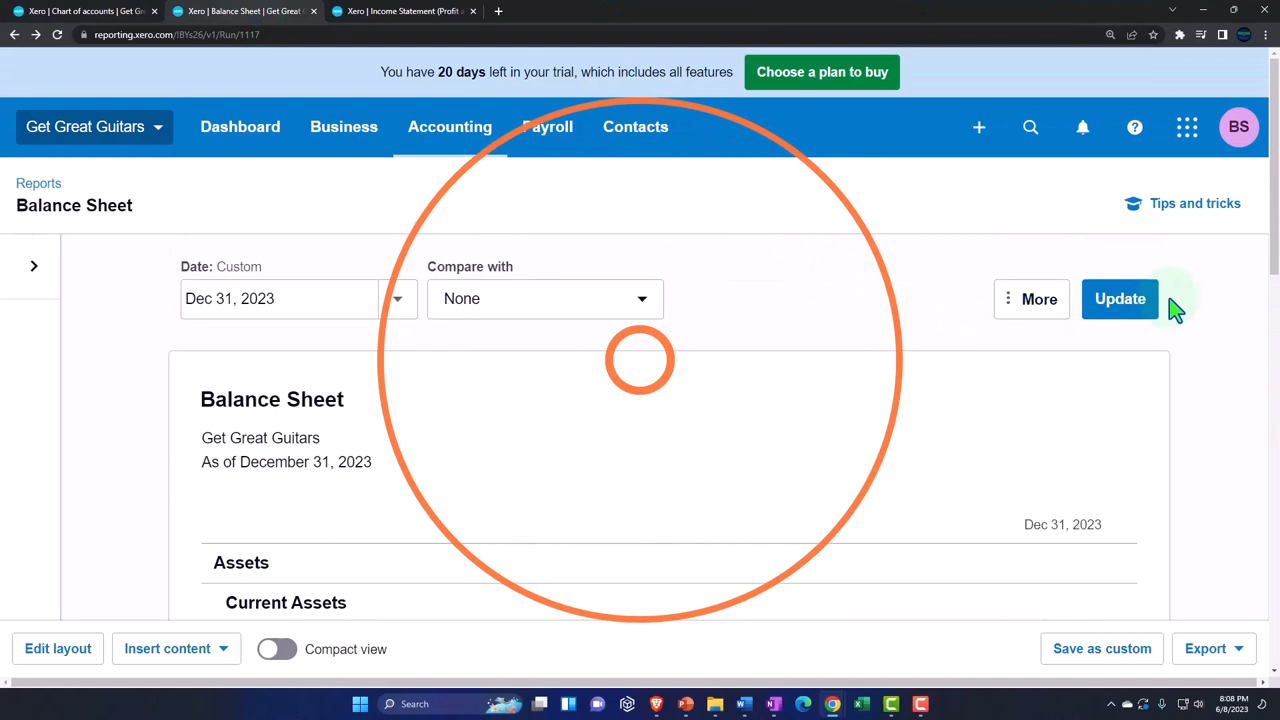 Xero | Chart of accounts | Get Gr
Xero | Balance Sheet | Get Great
Xero | Income Statement (Profit a
reporting.xero.com/!BYs26/v1/Run/1117
You have 20 days left in your trial, which includes all features
Choose a plan to buy
Get Great Guitars
Dashboard
Business
Accounting
Payroll
Contacts
BS
Reports
Balance Sheet
Tips and tricks
Date: Custom
Compare with
Dec 31, 2023
None
More
Update
Balance Sheet
Get Great Guitars
As of December 31, 2023
Dec 31, 2023
Assets
Current Assets
Edit layout
Insert content
Compact view
Save as custom
Export
Search
8:08 PM
6/8/2023